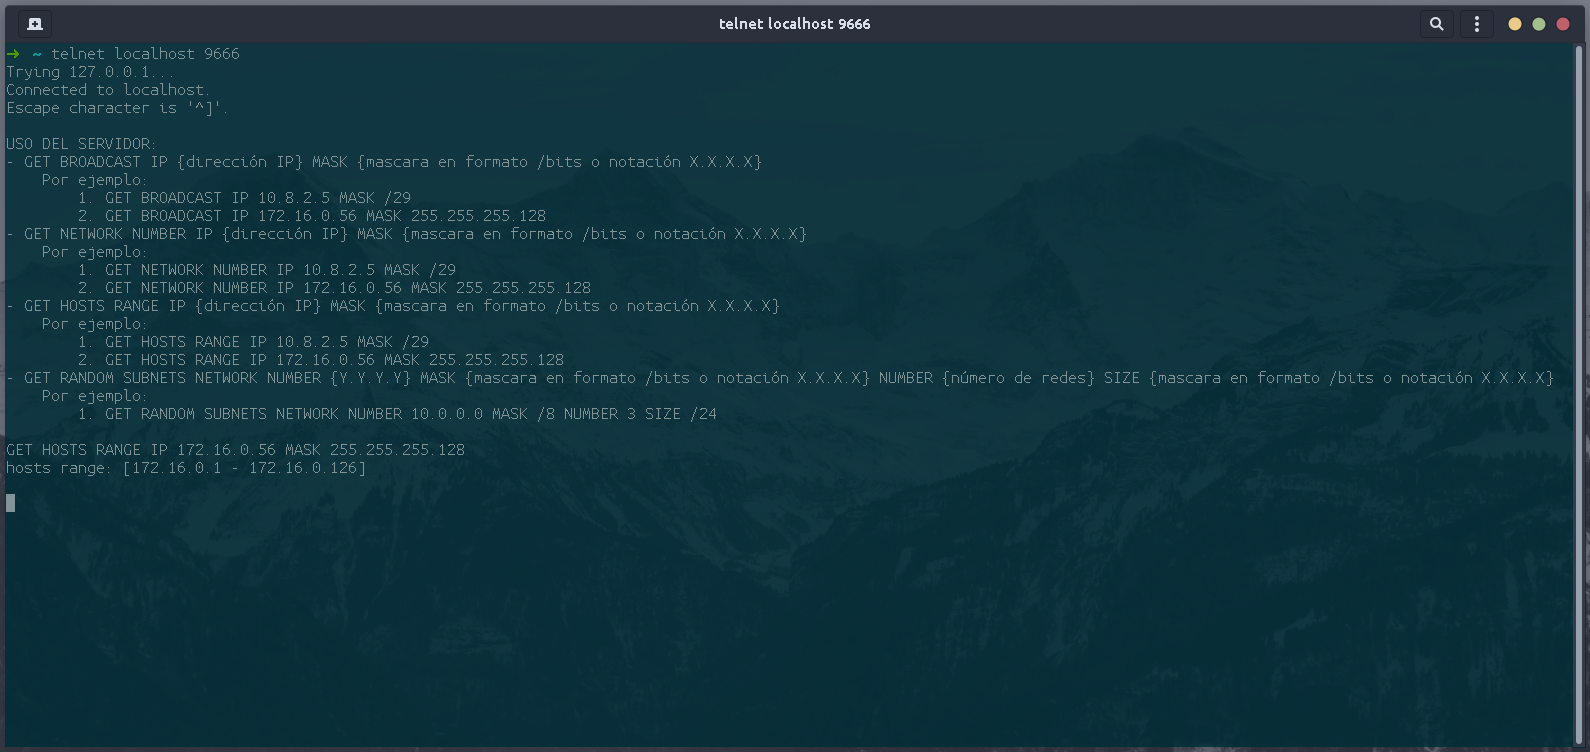 telnet localhost 9666
➜ ~ telnet localhost 9666
Trying 127.0.0.1...
Connected to localhost.
Escape character is '^]'.
USO DEL SERVIDOR:
- GET BROADCAST IP {dirección IP} MASK {mascara en formato /bits o notación X.X.X.X}
Por ejemplo:
1. GET BROADCAST IP 10.8.2.5 MASK /29
2. GET BROADCAST IP 172.16.0.56 MASK 255.255.255.128
- GET NETWORK NUMBER IP {dirección IP} MASK {mascara en formato /bits o notación X.X.X.X}
Por ejemplo:
1. GET NETWORK NUMBER IP 10.8.2.5 MASK /29
2. GET NETWORK NUMBER IP 172.16.0.56 MASK 255.255.255.128
- GET HOSTS RANGE IP {dirección IP} MASK {mascara en formato /bits o notación X.X.X.X}
Por ejemplo:
1. GET HOSTS RANGE IP 10.8.2.5 MASK /29
2. GET HOSTS RANGE IP 172.16.0.56 MASK 255.255.255.128
- GET RANDOM SUBNETS NETWORK NUMBER {Y.Y.Y.Y} MASK {mascara en formato /bits o notación X.X.X.X} NUMBER {número de redes} SIZE {mascara en formato /bits o notación X.X.X.X}
Por ejemplo:
1. GET RANDOM SUBNETS NETWORK NUMBER 10.0.0.0 MASK /8 NUMBER 3 SIZE /24
GET HOSTS RANGE IP 172.16.0.56 MASK 255.255.255.128
hosts range: [172.16.0.1 - 172.16.0.126]